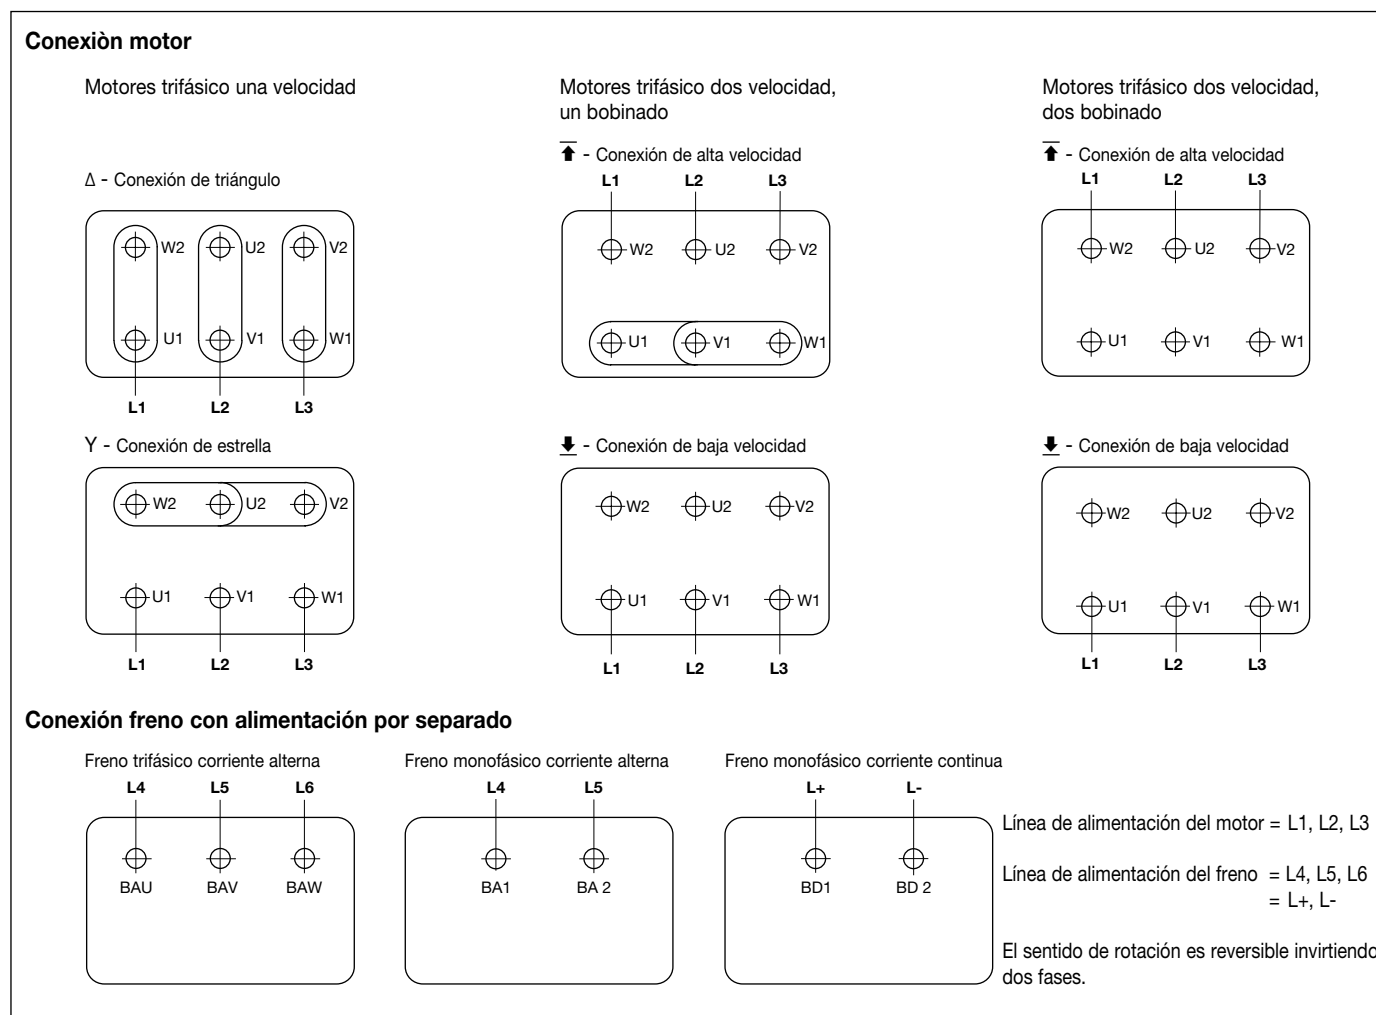 Conexiòn motor
Motores trifásico una velocidad
Δ - Conexión de triángulo
W2 U2 V2
U1 V1 W1
L1 L2 L3
Y - Conexión de estrella
W2 U2 V2
U1 V1 W1
L1 L2 L3
Motores trifásico dos velocidad,
un bobinado
- Conexión de alta velocidad
L1 L2 L3
W2 U2 V2
U1 V1 W1
- Conexión de baja velocidad
W2 U2 V2
U1 V1 W1
L1 L2 L3
Motores trifásico dos velocidad,
dos bobinado
- Conexión de alta velocidad
L1 L2 L3
W2 U2 V2
U1 V1 W1
- Conexión de baja velocidad
W2 U2 V2
U1 V1 W1
L1 L2 L3
Conexión freno con alimentación por separado
Freno trifásico corriente alterna
L4 L5 L6
BAU BAV BAW
Freno monofásico corriente alterna
L4 L5
BA1 BA 2
Freno monofásico corriente continua
L+ L-
BD1 BD 2
Línea de alimentación del motor = L1, L2, L3
Línea de alimentación del freno = L4, L5, L6
= L+, L-
El sentido de rotación es reversible invirtiendo
dos fases.